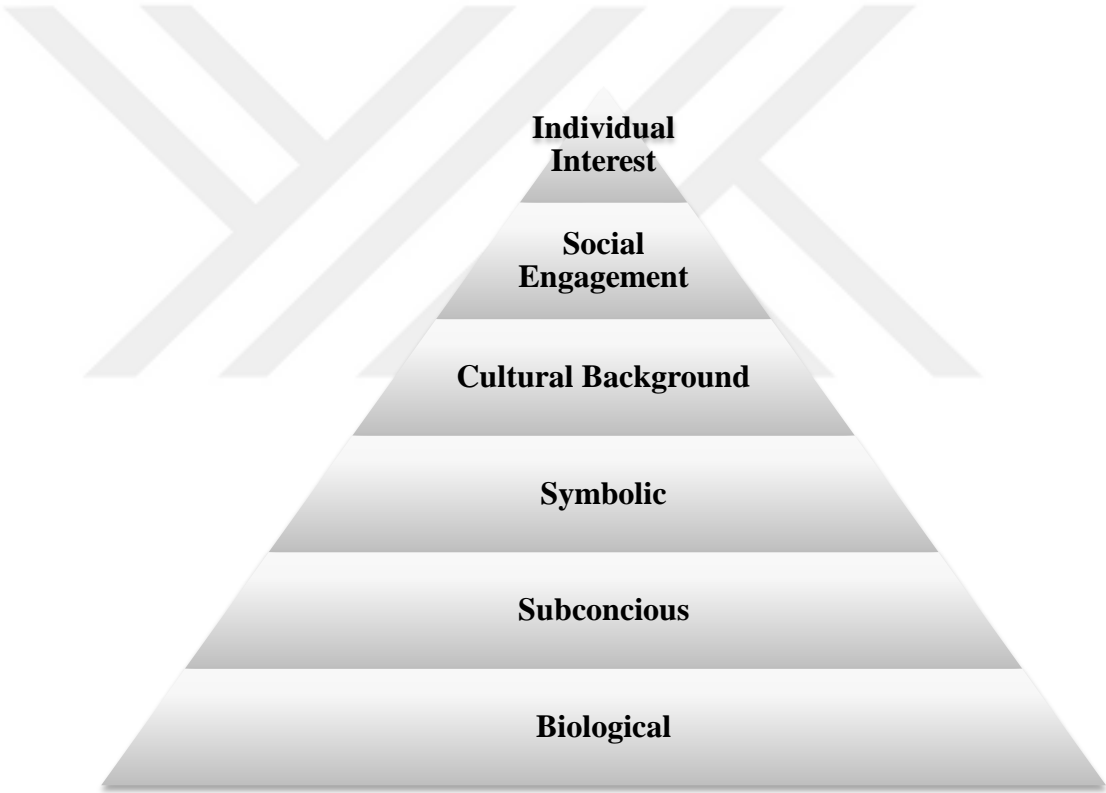 Individual
Interest
Social
Engagement
Cultural Background
Symbolic
Subconcious
Biological